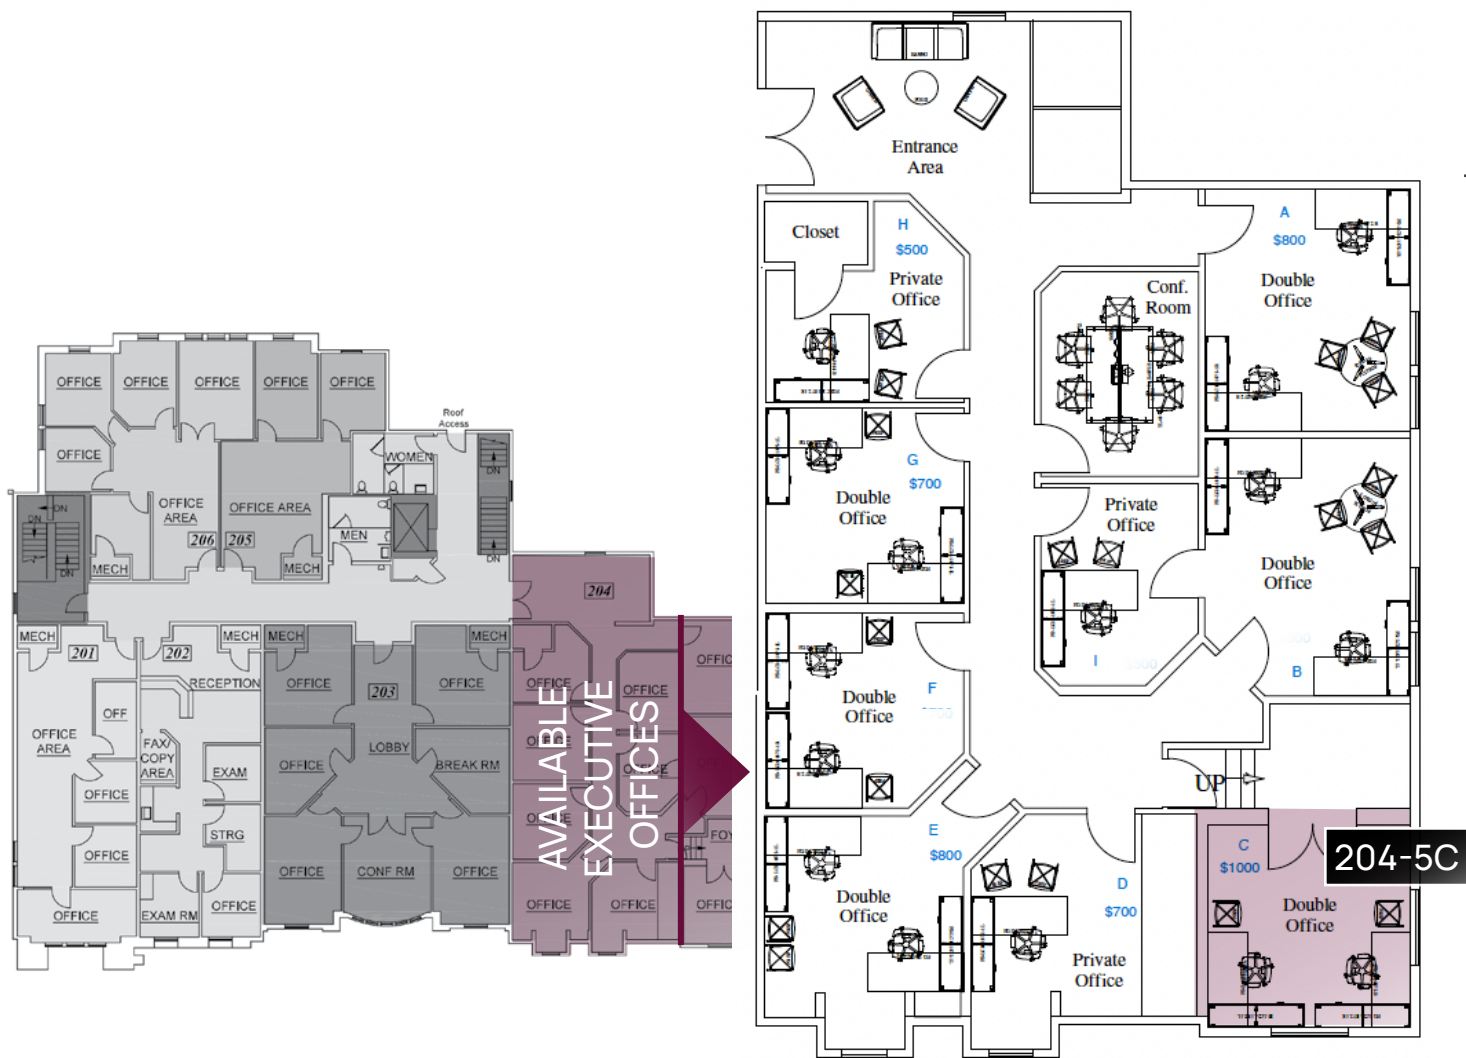 OFFICE
OFFICE
OFFICE
OFFICE
OFFICE
Roof
Access
OFFICE
WOMEN
DN
OFFICE
AREA
OFFICE AREA
DN
DN
206
205
MEN
MECH
MECH
DN
DN
204
MECH
201
202
MECH
MECH
MECH
RECEPTION
OFFICE
203
OFFICE
OFFICE
OFF
OFFICE
AREA
FAX/
COPY
AREA
LOBBY
OFFICE
EXAM
OFFICE
BREAK RM
OFFICE
OFFICE
OFFICE
STRG
OFFICE
OFFICE
CONF RM
OFFICE
OFFICE
EXAM RM
OFFICE
OFFICE
OFFICE
FOY
AVAILABLE
EXECUTIVE
OFFICES
Entrance
Area
Closet
H
$500
Private
Office
A
$800
Double
Office
Conf.
Room
G
$700
Double
Office
Private
Office
I
Double
Office
B
F
Double
Office
UP
E
$800
Double
Office
D
$700
Private
Office
C
$1000
Double
Office
204-5C